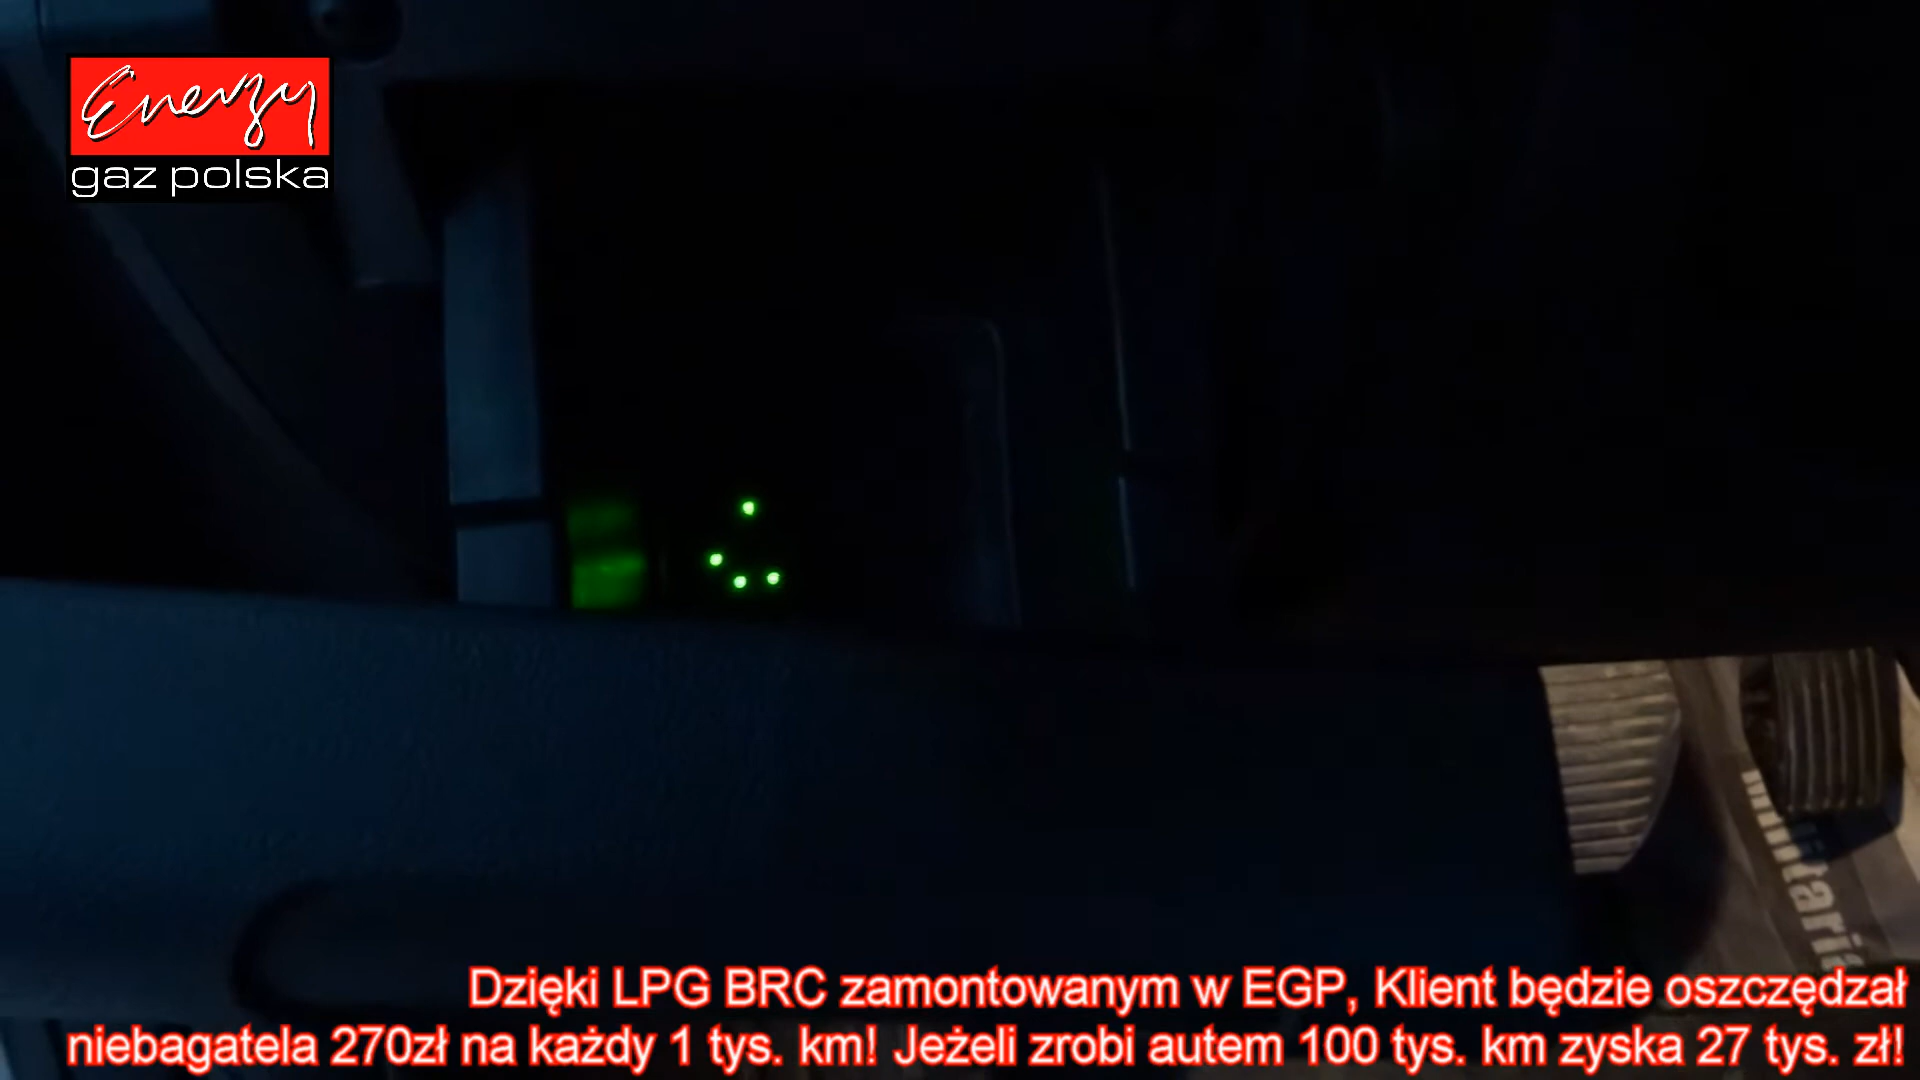 Energy
gaz polska
Dzięki LPG BRC zamontowanym w EGP, Klient będzie oszczędzał
niebagatela 270zł na każdy 1 tys. km! Jeżeli zrobi autem 100 tys. km zyska 27 tys. zł!